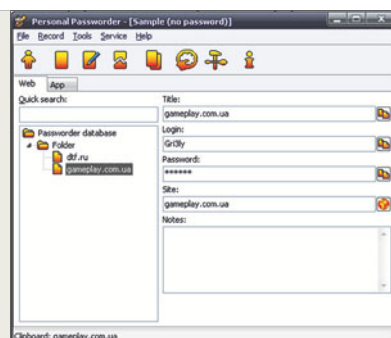 Personal Passworder - [Sample (no password)]
File Record Tools Service Help
Web App
Quick search:
Passworder database
Folder
dtf.ru
gameplay.com.ua
Title:
gameplay.com.ua
Login:
Gri3ly
Password:
******
Site:
gameplay.com.ua
Notes:
Clipboard: gameplay.com.ua